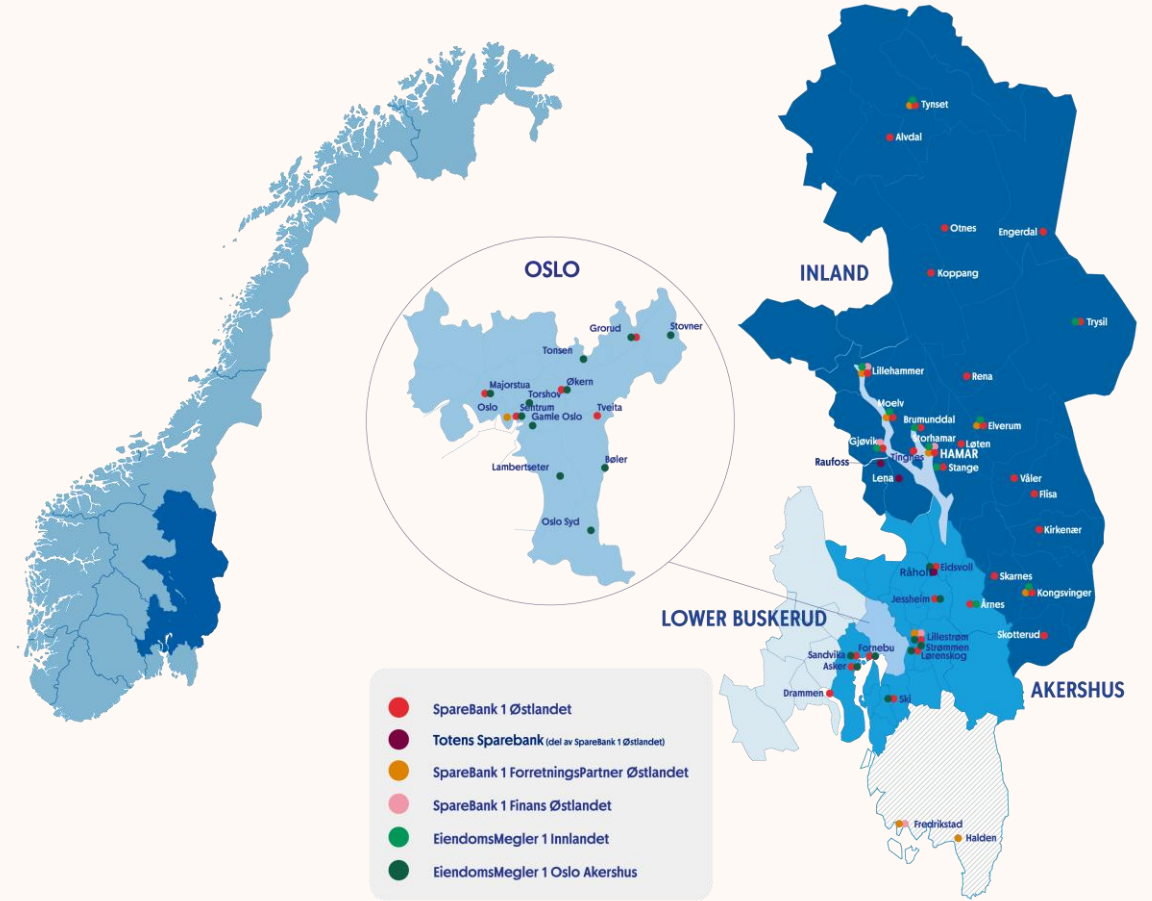 OSLO
Grorud
Stovner
Tonsen
Økern
Majorstua
Torshov
Oslo
Sentrum
Gamle Oslo
Tveita
Lambertseter
Bøler
Oslo Syd
INLAND
Tynset
Alvdal
Otnes
Engerdal
Koppang
Trysil
Lillehammer
Rena
Moelv
Brumunddal
Elverum
Storhamar
Gjøvik
Løten
HAMAR
Tingnes
Raufoss
Stange
Lena
Våler
Flisa
Kirkenær
Eidsvoll
Råholt
Skarnes
Jessheim
Årnes
Kongsvinger
LOWER BUSKERUD
Lillestrøm
Skotterud
Fornebu
Strømmen
Sandvika
Lørenskog
Asker
AKERSHUS
Drammen
Ski
Fredrikstad
Halden
SpareBank 1 Østlandet
Totens Sparebank (del av SpareBank 1 Østlandet)
SpareBank 1 ForretningsPartner Østlandet
SpareBank 1 Finans Østlandet
EiendomsMegler 1 Innlandet
EiendomsMegler 1 Oslo Akershus